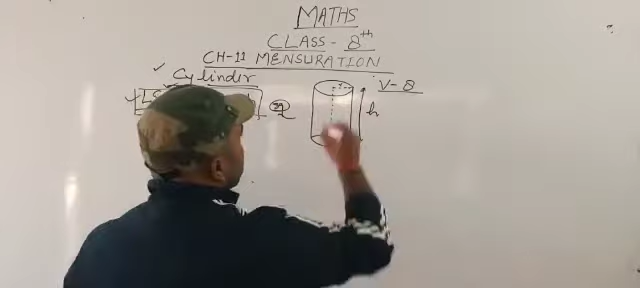 MATHS
CLASS - 8th
CH-11 MENSURATION
Cylinder
V-8
r
h